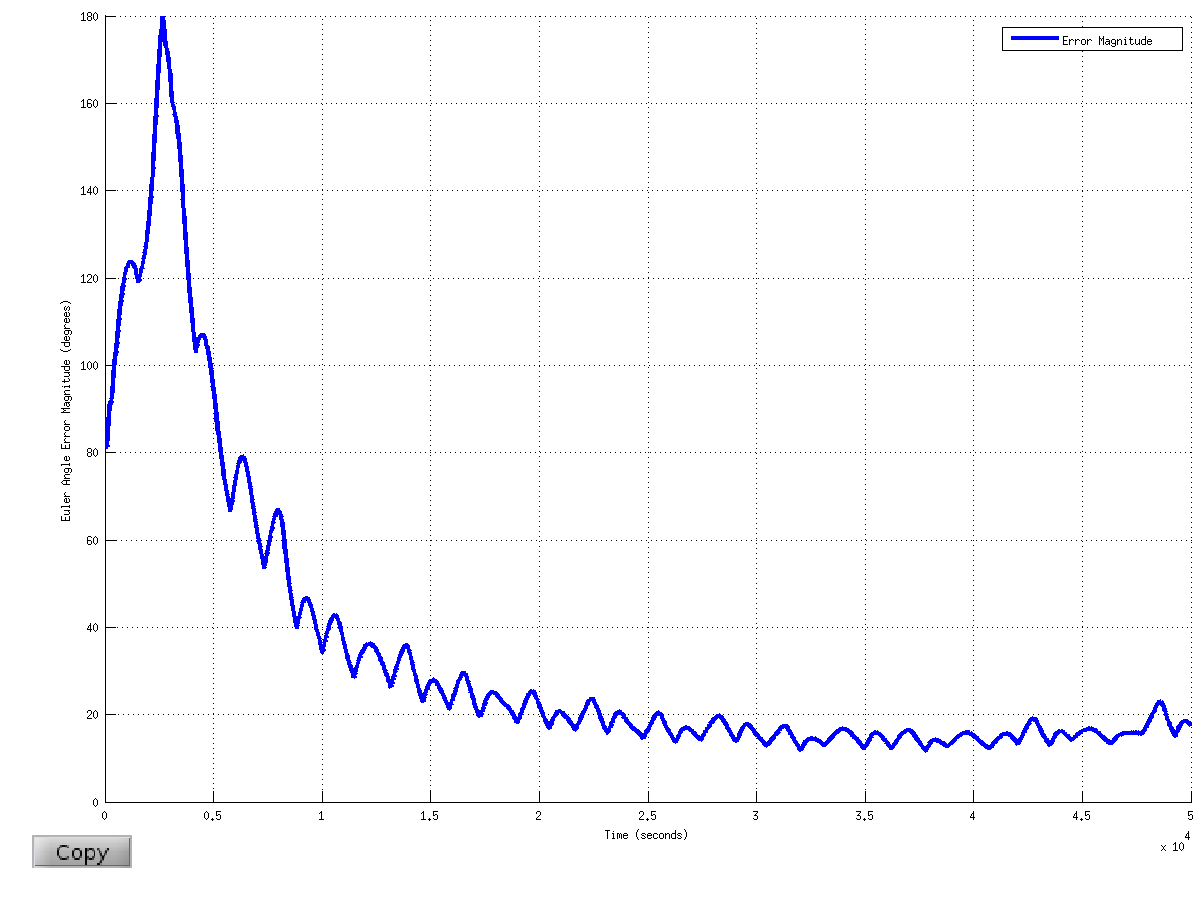 180
Error Magnitude
160
140
120
100
80
60
40
20
0
Euler Angle Error Magnitude (degrees)
0 0.5 1 1.5 2 2.5 3 3.5 4 4.5 5
Time (seconds)
x 10 4
Copy